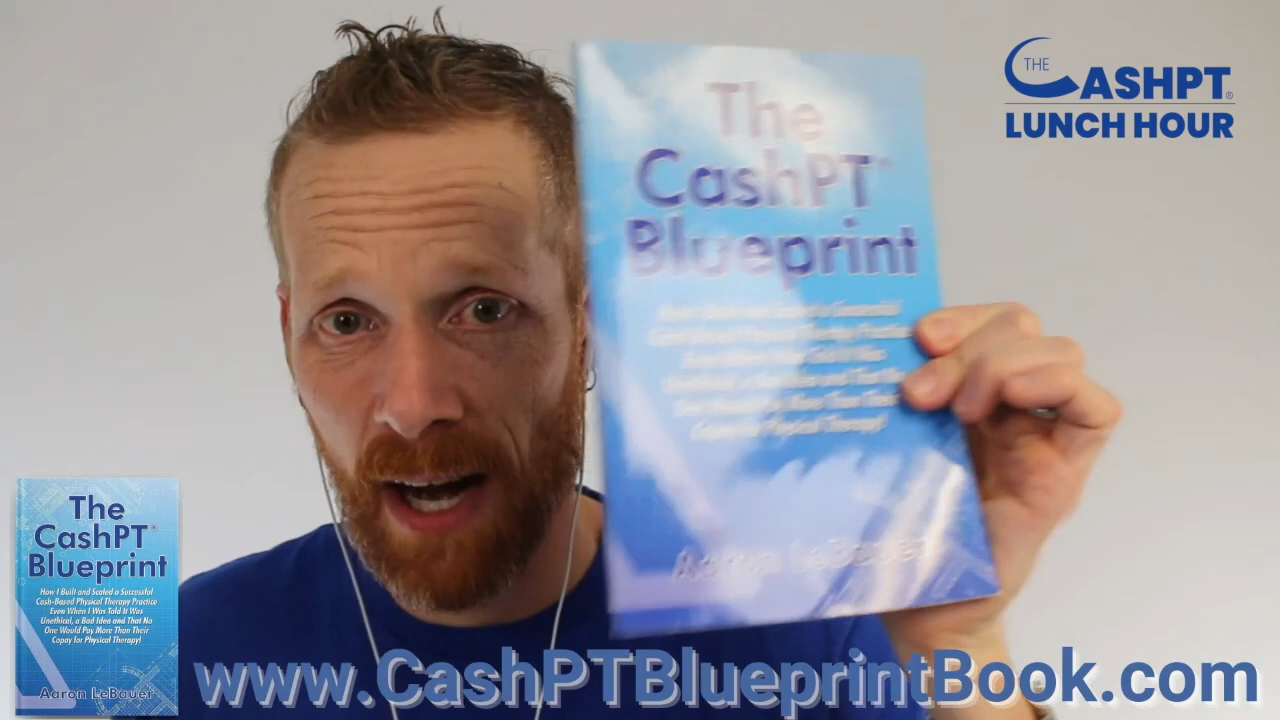 THE
CASHPT®
LUNCH HOUR
The
CashPT®
Blueprint
Aaron LeBauer
The
CashPT®
Blueprint
How I Built and Scaled a Successful
Cash-Based Physical Therapy Practice
Even When I Was Told It Was
Unethical, a Bad Idea and That No
One Would Pay More Than Their
Copay for Physical Therapy!
Aaron LeBauer
www.CashPTBlueprintBook.com